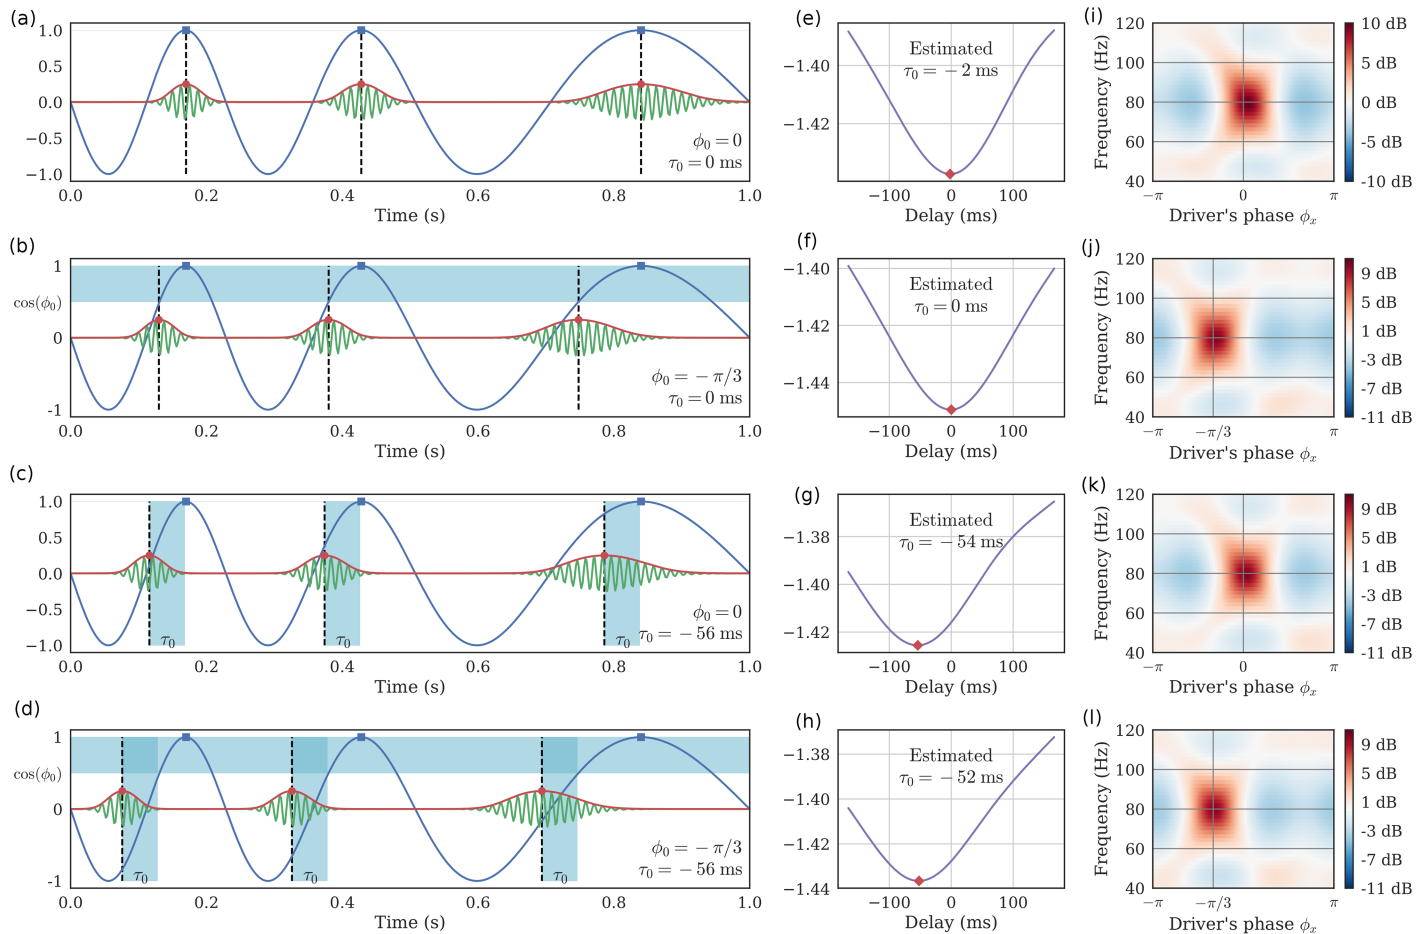 (a)
1.0
0.5
0.0
−0.5
−1.0
ϕ₀ = 0
τ₀ = 0 ms
0.0 0.2 0.4 0.6 0.8 1.0
Time (s)
(e)
−1.40
−1.42
Estimated
τ₀ = − 2 ms
−100 0 100
Delay (ms)
(i)
Frequency (Hz)
120
100
80
60
40
−π 0 π
Driver's phase ϕₓ
10 dB
5 dB
0 dB
-5 dB
-10 dB
(b)
1
cos(ϕ₀)
0
-1
ϕ₀ = − π/3
τ₀ = 0 ms
0.0 0.2 0.4 0.6 0.8 1.0
Time (s)
(f)
−1.40
−1.42
−1.44
Estimated
τ₀ = 0 ms
−100 0 100
Delay (ms)
(j)
Frequency (Hz)
120
100
80
60
40
−π −π/3 π
Driver's phase ϕₓ
9 dB
5 dB
1 dB
-3 dB
-7 dB
-11 dB
(c)
1.0
0.5
0.0
−0.5
−1.0
τ₀ τ₀ τ₀
ϕ₀ = 0
τ₀ = − 56 ms
0.0 0.2 0.4 0.6 0.8 1.0
Time (s)
(g)
−1.38
−1.40
−1.42
Estimated
τ₀ = − 54 ms
−100 0 100
Delay (ms)
(k)
Frequency (Hz)
120
100
80
60
40
−π 0 π
Driver's phase ϕₓ
9 dB
5 dB
1 dB
-3 dB
-7 dB
-11 dB
(d)
1
cos(ϕ₀)
0
-1
τ₀ τ₀ τ₀
ϕ₀ = − π/3
τ₀ = − 56 ms
0.0 0.2 0.4 0.6 0.8 1.0
Time (s)
(h)
−1.38
−1.40
−1.42
−1.44
Estimated
τ₀ = − 52 ms
−100 0 100
Delay (ms)
(l)
Frequency (Hz)
120
100
80
60
40
−π −π/3 π
Driver's phase ϕₓ
9 dB
5 dB
1 dB
-3 dB
-7 dB
-11 dB